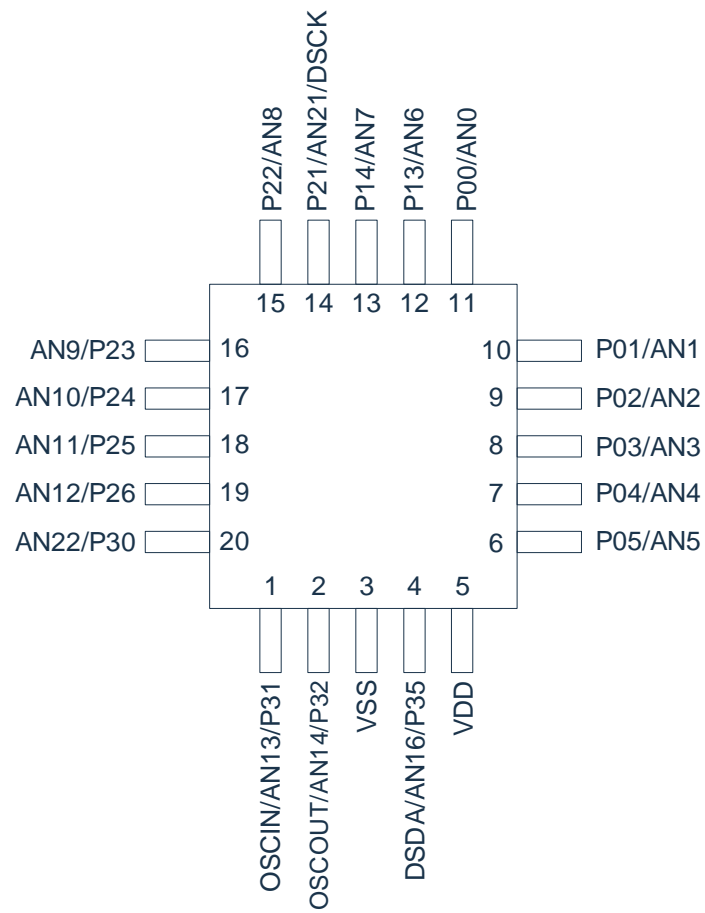 P22/AN8
P21/AN21/DSCK
P14/AN7
P13/AN6
P00/AN0
15 14 13 12 11
AN9/P23 16 10 P01/AN1
AN10/P24 17 9 P02/AN2
AN11/P25 18 8 P03/AN3
AN12/P26 19 7 P04/AN4
AN22/P30 20 6 P05/AN5
1 2 3 4 5
OSCIN/AN13/P31
OSCOUT/AN14/P32
VSS
DSDA/AN16/P35
VDD